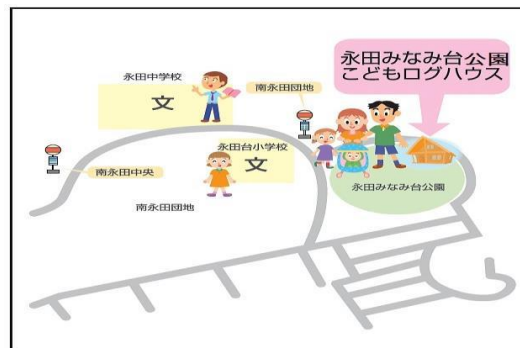 永田みなみ台公園
こどもログハウス
永田中学校
文
南永田団地
永田台小学校
文
南永田中央
永田みなみ台公園
南永田団地